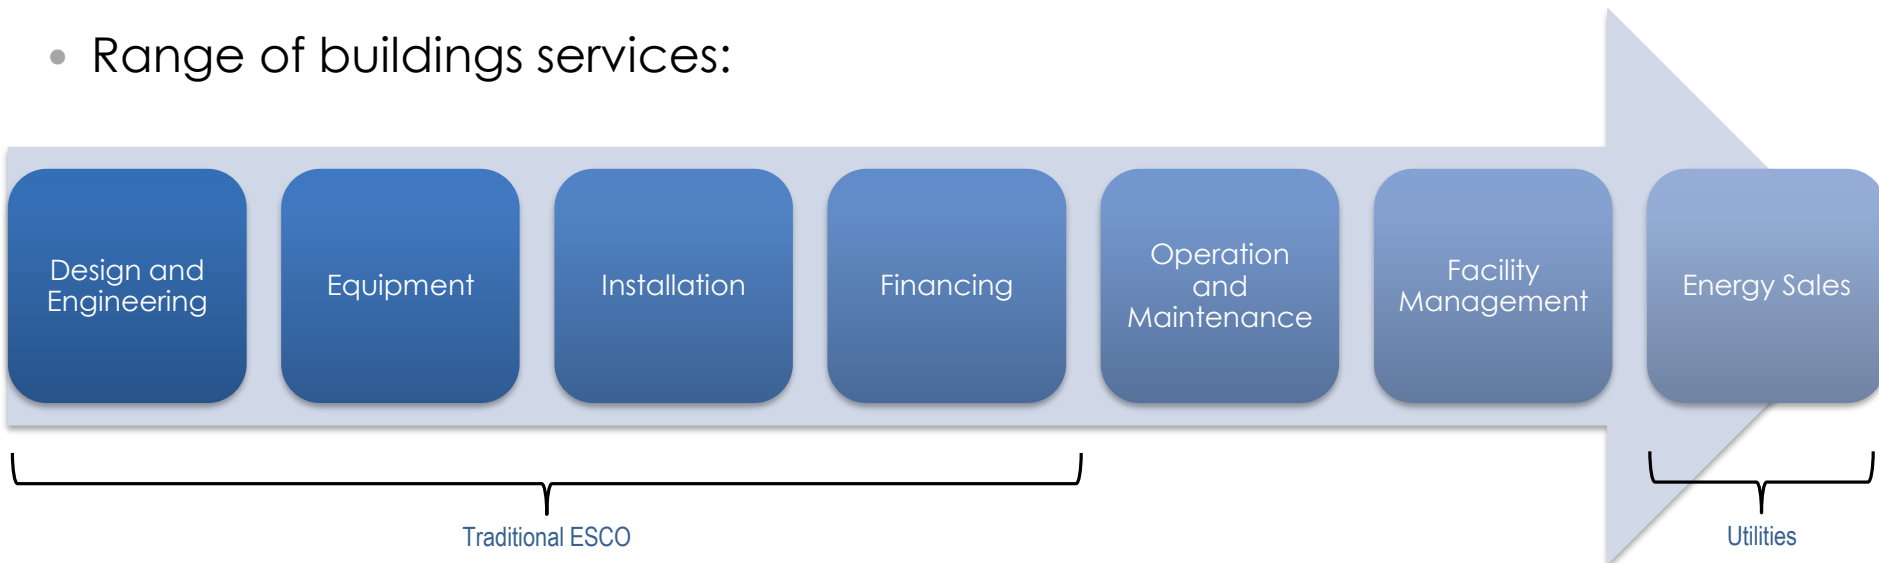 • Range of buildings services:
Design and
Engineering
Equipment
Installation
Financing
Operation
and
Maintenance
Facility
Management
Energy Sales
Traditional ESCO
Utilities